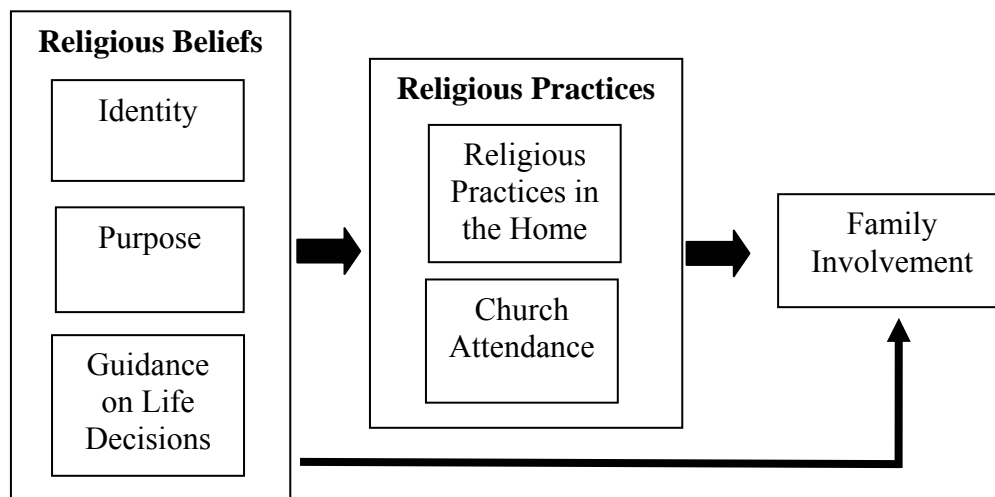 Religious Beliefs
Identity
Purpose
Guidance
on Life
Decisions
Religious Practices
Religious
Practices in
the Home
Church
Attendance
Family
Involvement